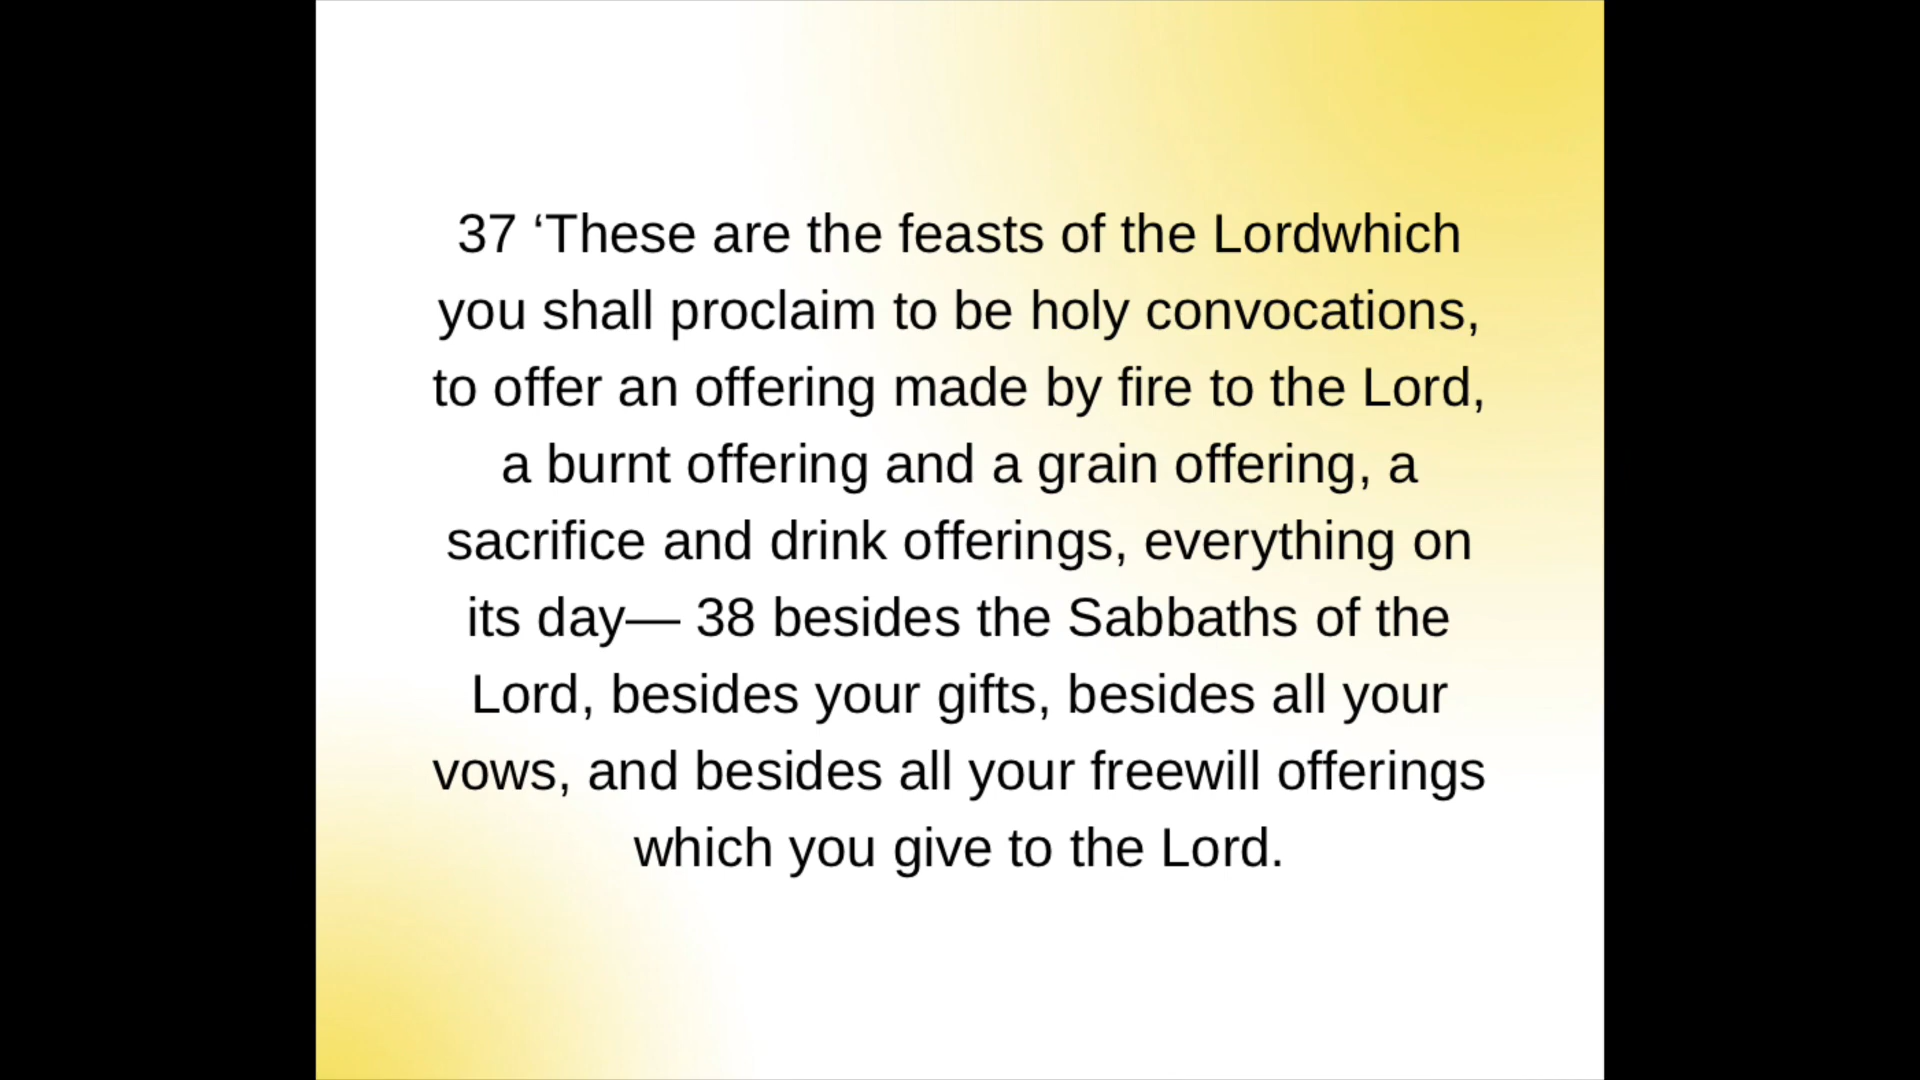 37 ‘These are the feasts of the Lordwhich
you shall proclaim to be holy convocations,
to offer an offering made by fire to the Lord,
a burnt offering and a grain offering, a
sacrifice and drink offerings, everything on
its day— 38 besides the Sabbaths of the
Lord, besides your gifts, besides all your
vows, and besides all your freewill offerings
which you give to the Lord.